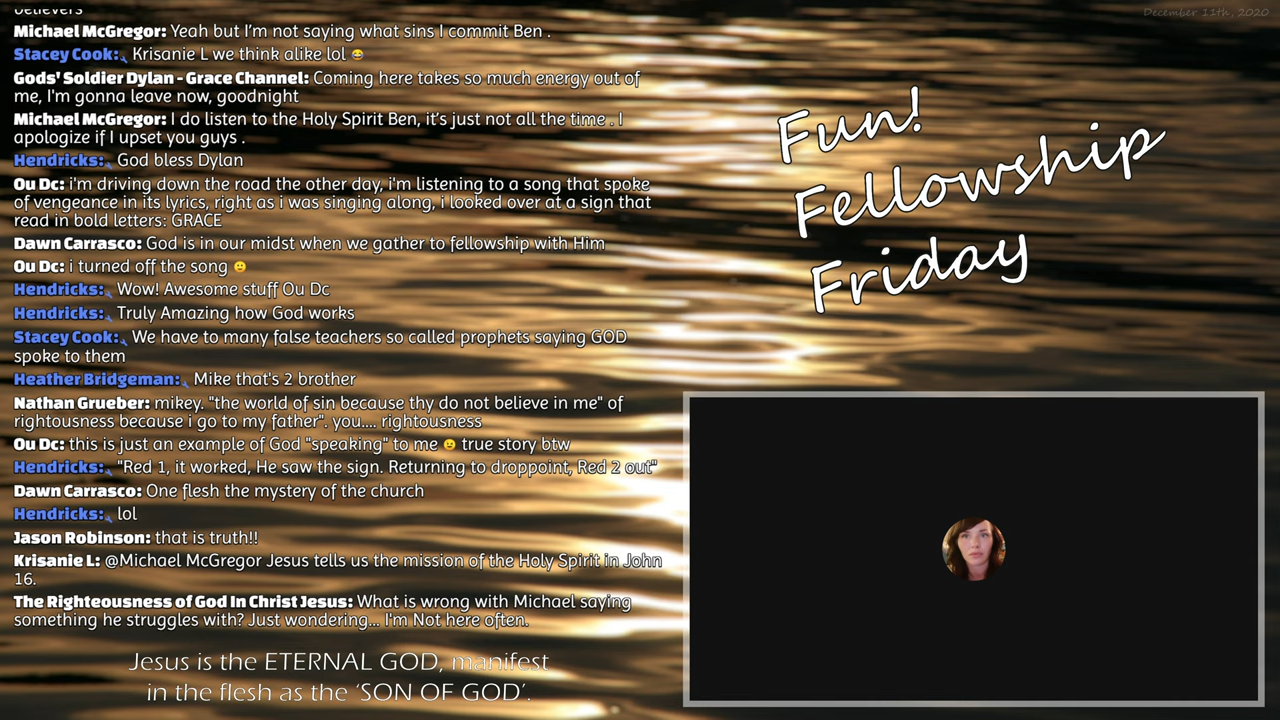 believers
December 11th, 2020
Michael McGregor: Yeah but I'm not saying what sins I commit Ben .
Stacey Cook: Krisanie L we think alike lol 😂
Gods' Soldier Dylan - Grace Channel: Coming here takes so much energy out of
me, I'm gonna leave now, goodnight
Michael McGregor: I do listen to the Holy Spirit Ben, it's just not all the time . I
apologize if I upset you guys .
Hendricks: God bless Dylan
Ou Dc: i'm driving down the road the other day, i'm listening to a song that spoke
of vengeance in its lyrics, right as i was singing along, i looked over at a sign that
read in bold letters: GRACE
Dawn Carrasco: God is in our midst when we gather to fellowship with Him
Ou Dc: i turned off the song 🙂
Hendricks: Wow! Awesome stuff Ou Dc
Hendricks: Truly Amazing how God works
Stacey Cook: We have to many false teachers so called prophets saying GOD
spoke to them
Heather Bridgeman: Mike that's 2 brother
Nathan Grueber: mikey. "the world of sin because thy do not believe in me" of
rightousness because i go to my father". you.... rightousness
Ou Dc: this is just an example of God "speaking" to me 😉 true story btw
Hendricks: "Red 1, it worked, He saw the sign. Returning to droppoint, Red 2 out"
Dawn Carrasco: One flesh the mystery of the church
Hendricks: lol
Jason Robinson: that is truth!!
Krisanie L: @Michael McGregor Jesus tells us the mission of the Holy Spirit in John
16.
The Righteousness of God In Christ Jesus: What is wrong with Michael saying
something he struggles with? Just wondering... I'm Not here often.
Jesus is the ETERNAL GOD, manifest
in the flesh as the 'SON OF GOD'.
Fun!
Fellowship
Friday